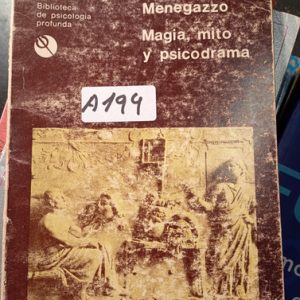 Biblioteca
de psicología
profunda
Menegazzo
Magia, mito
y psicodrama
A194